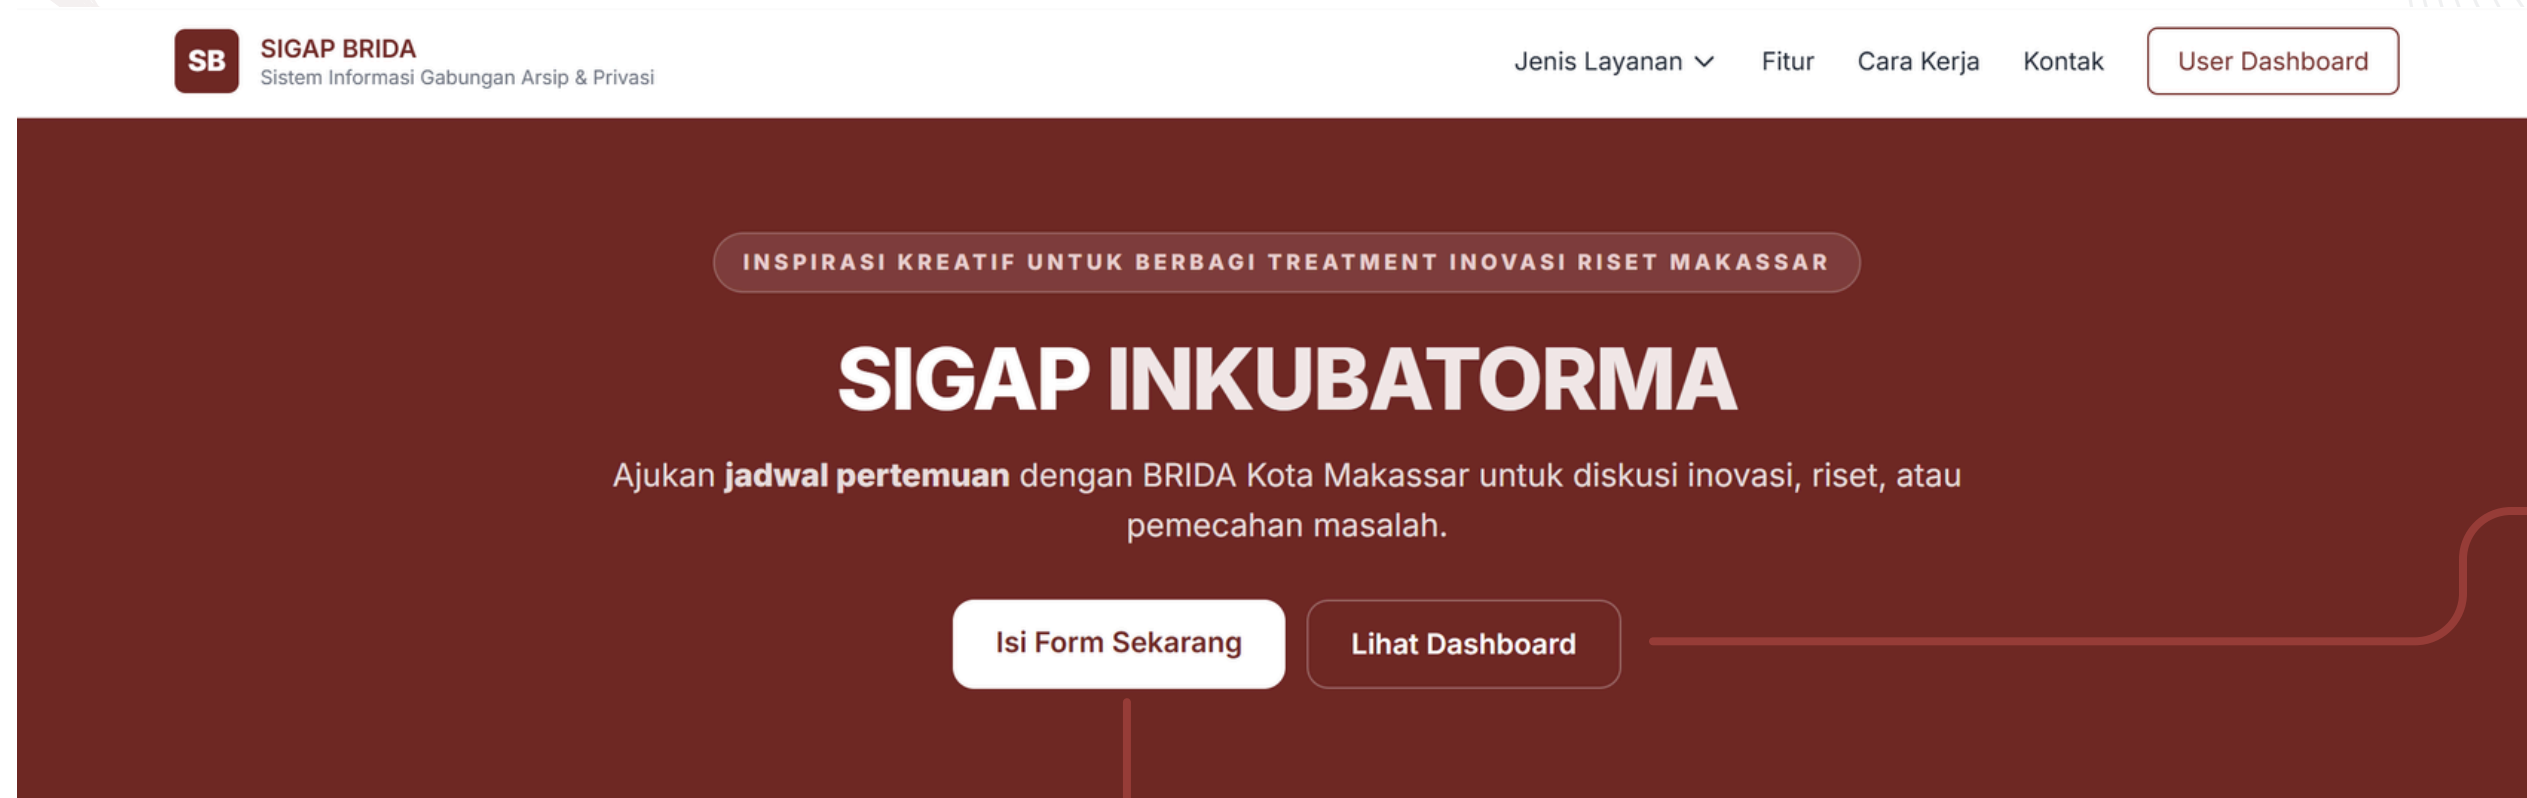 SB
SIGAP BRIDA
Sistem Informasi Gabungan Arsip & Privasi
Jenis Layanan
Fitur
Cara Kerja
Kontak
User Dashboard
INSPIRASI KREATIF UNTUK BERBAGI TREATMENT INOVASI RISET MAKASSAR
SIGAP INKUBATORMA
Ajukan jadwal pertemuan dengan BRIDA Kota Makassar untuk diskusi inovasi, riset, atau
pemecahan masalah.
Isi Form Sekarang
Lihat Dashboard